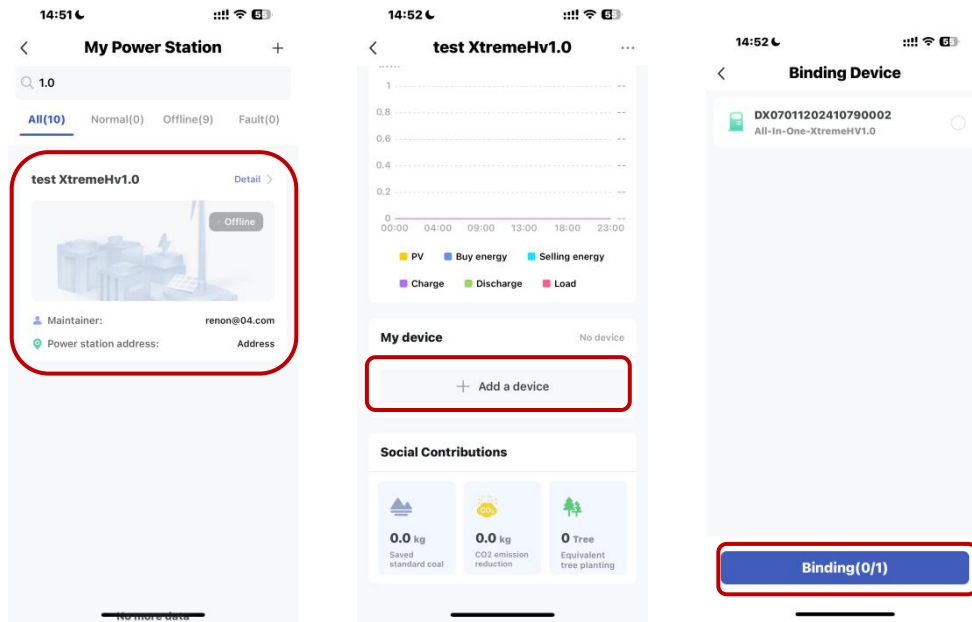 14:51
My Power Station
1.0
All(10) Normal(0) Offline(9) Fault(0)
test XtremeHv1.0 Detail
Offline
Maintainer: renon@04.com
Power station address: Address
No more data
14:52
test XtremeHv1.0
1 --
0.8 --
0.6 --
0.4 --
0.2 --
0 --
00:00 04:00 09:00 13:00 18:00 23:00
PV Buy energy Selling energy
Charge Discharge Load
My device No device
+ Add a device
Social Contributions
CO₂
0.0 kg 0.0 kg 0 Tree
Saved CO2 emission Equivalent
standard coal reduction tree planting
14:52
Binding Device
DX07011202410790002
All-In-One-XtremeHV1.0
Binding(0/1)